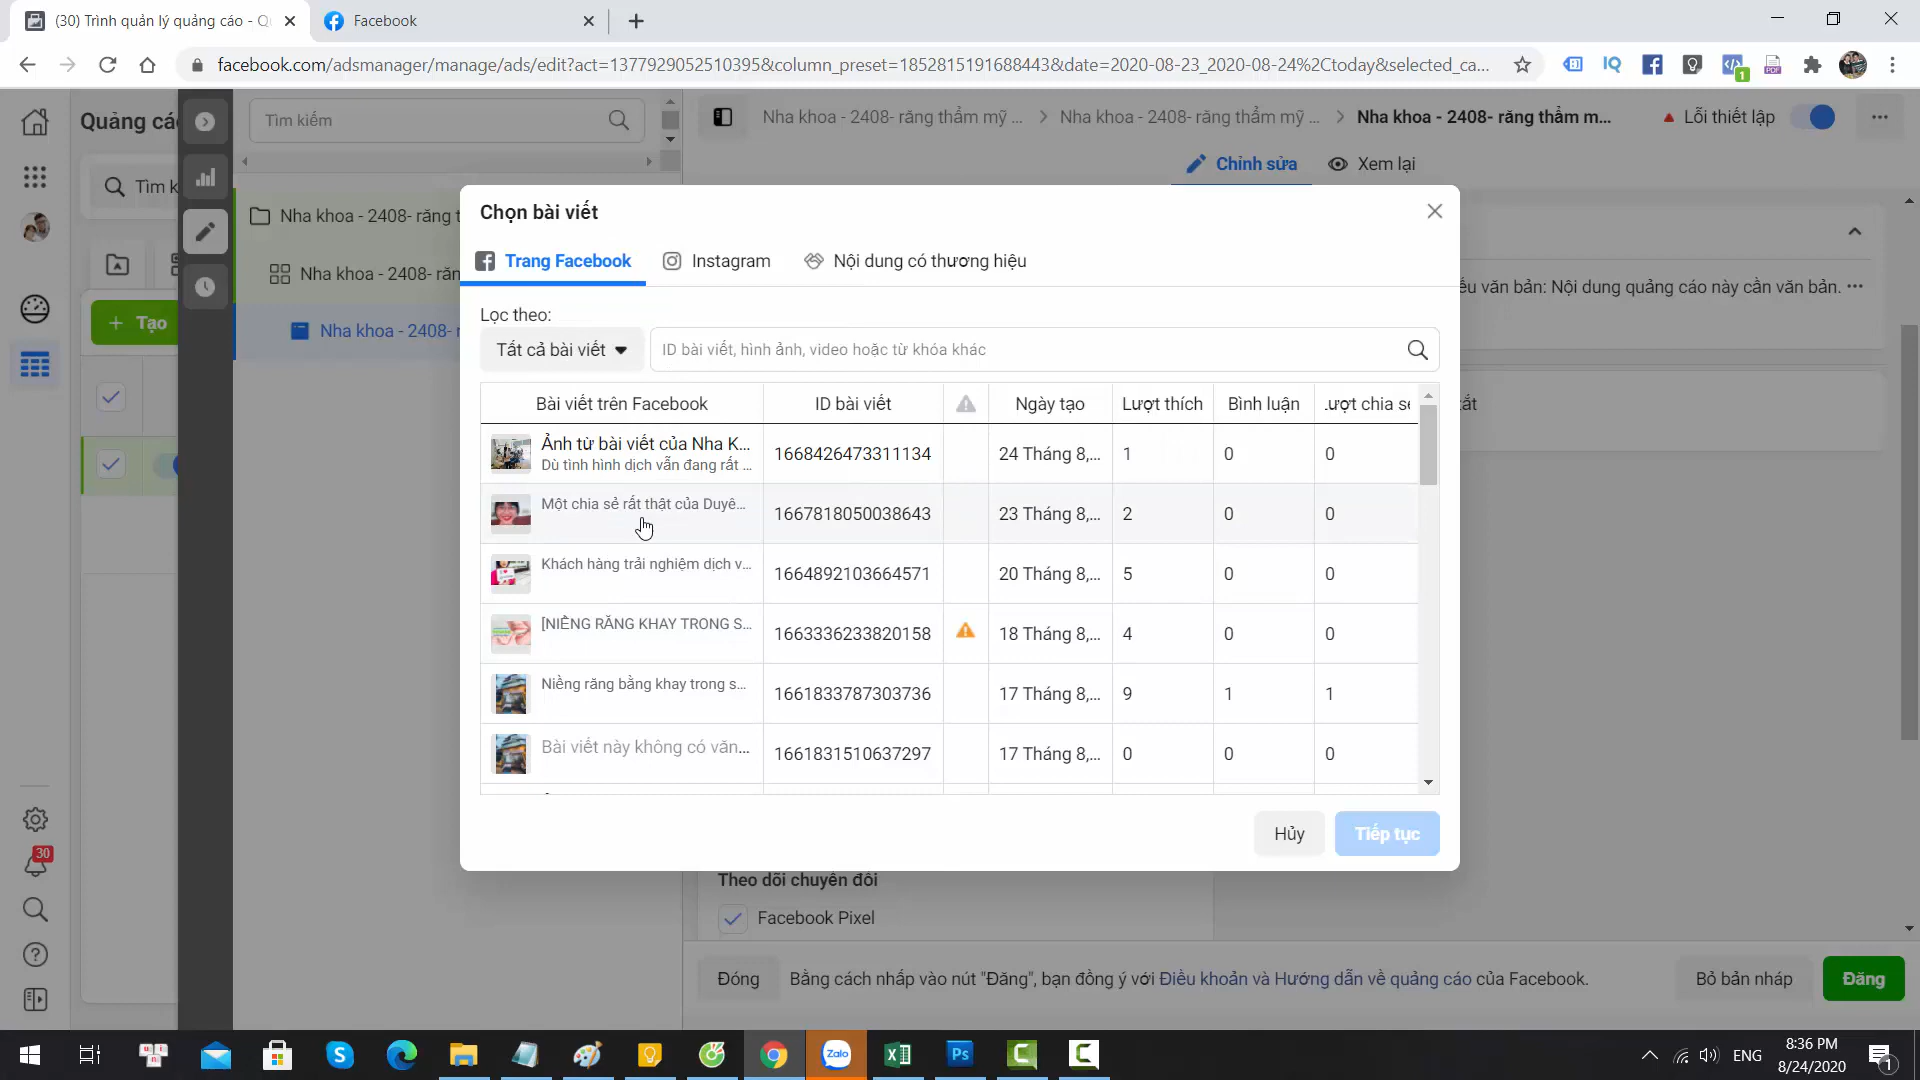 (30) Trình quản lý quảng cáo - Q
Facebook
facebook.com/adsmanager/manage/ads/edit?act=1377929052510395&column_preset=1852815191688443&date=2020-08-23_2020-08-24%2Ctoday&selected_ca...
Quảng cá
Tìm k
Tạo
Tìm kiếm
Nha khoa - 2408- răng t
Nha khoa - 2408- răn
Nha khoa - 2408- r
Nha khoa - 2408- răng thẩm mỹ ...
Nha khoa - 2408- răng thẩm mỹ ...
Nha khoa - 2408- răng thẩm m...
Lỗi thiết lập
Chỉnh sửa
Xem lại
Chọn bài viết
Trang Facebook
Instagram
Nội dung có thương hiệu
Lọc theo:
Tất cả bài viết
ID bài viết, hình ảnh, video hoặc từ khóa khác
Bài viết trên Facebook
ID bài viết
Ngày tạo
Lượt thích
Bình luận
Lượt chia sẻ
Ảnh từ bài viết của Nha K...
Dù tình hình dịch vẫn đang rất ...
1668426473311134
24 Tháng 8,...
1
0
0
Một chia sẻ rất thật của Duyê...
1667818050038643
23 Tháng 8,...
2
0
0
Khách hàng trải nghiệm dịch v...
1664892103664571
20 Tháng 8,...
5
0
0
[NIỀNG RĂNG KHAY TRONG S...
1663336233820158
18 Tháng 8,...
4
0
0
Niềng răng bằng khay trong s...
1661833787303736
17 Tháng 8,...
9
1
1
Bài viết này không có văn...
1661831510637297
17 Tháng 8,...
0
0
0
Hủy
Tiếp tục
ếu văn bản: Nội dung quảng cáo này cần văn bản.
tắt
Theo dõi chuyển đổi
Facebook Pixel
Đóng
Bằng cách nhấp vào nút "Đăng", bạn đồng ý với Điều khoản và Hướng dẫn về quảng cáo của Facebook.
Bỏ bản nháp
Đăng
30
1
Zalo
Ps
ENG
8:36 PM
8/24/2020
1